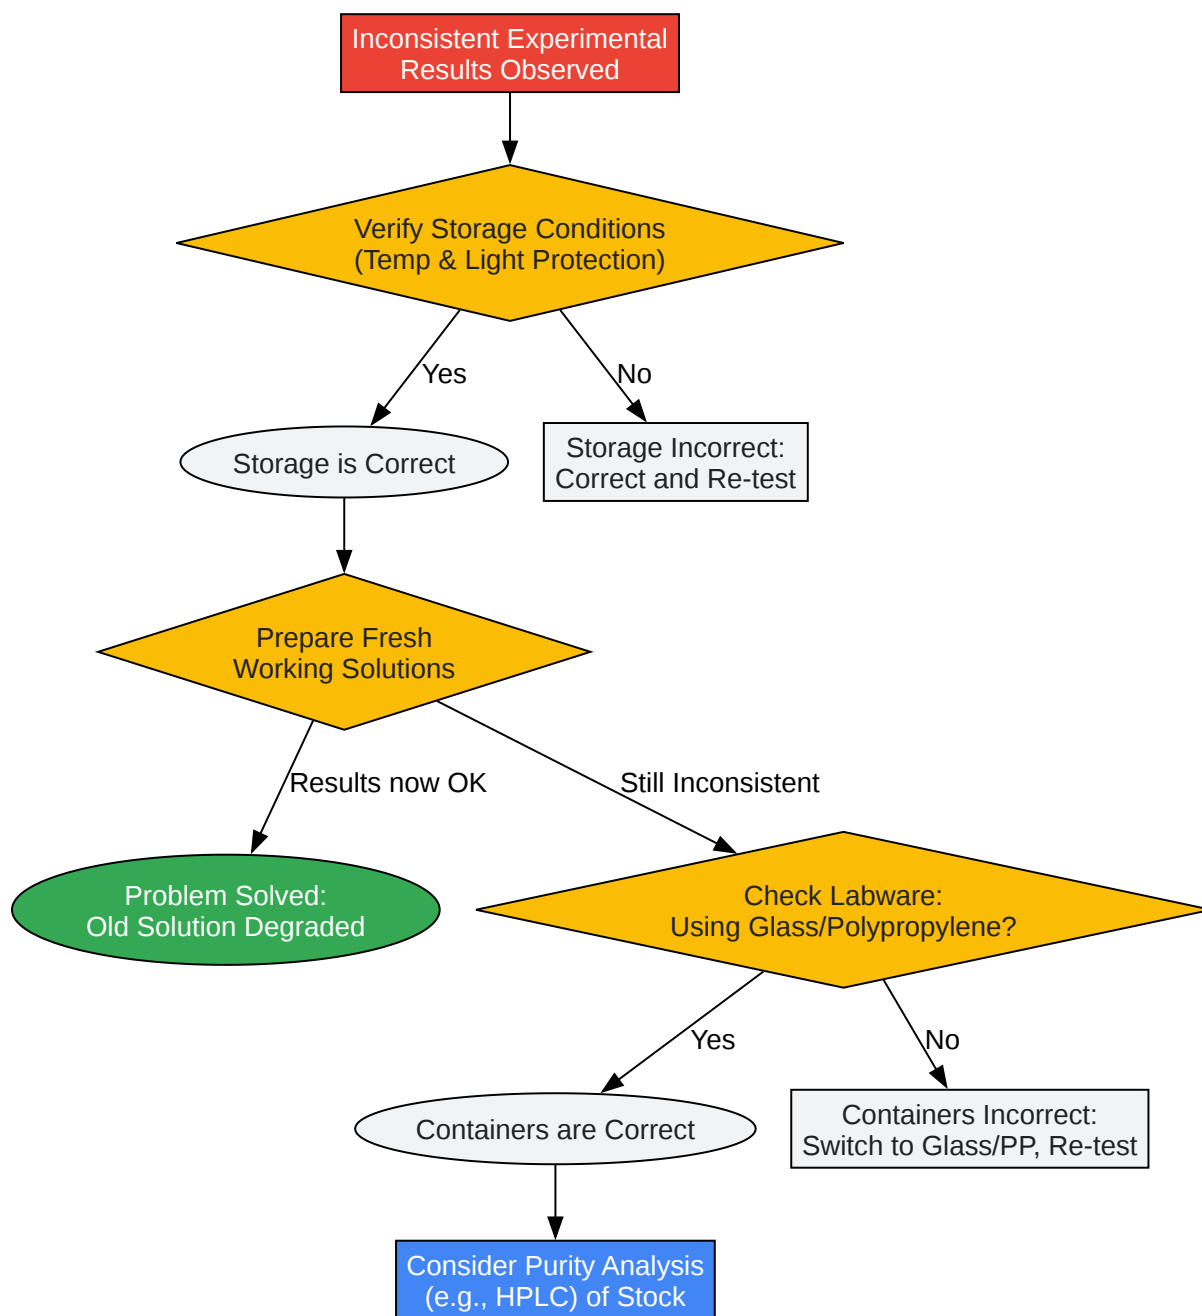 Inconsistent Experimental
Results Observed
Verify Storage Conditions
(Temp & Light Protection)
Yes
No
Storage is Correct
Storage Incorrect:
Correct and Re-test
Prepare Fresh
Working Solutions
Results now OK
Still Inconsistent
Problem Solved:
Old Solution Degraded
Check Labware:
Using Glass/Polypropylene?
Yes
No
Containers are Correct
Containers Incorrect:
Switch to Glass/PP, Re-test
Consider Purity Analysis
(e.g., HPLC) of Stock